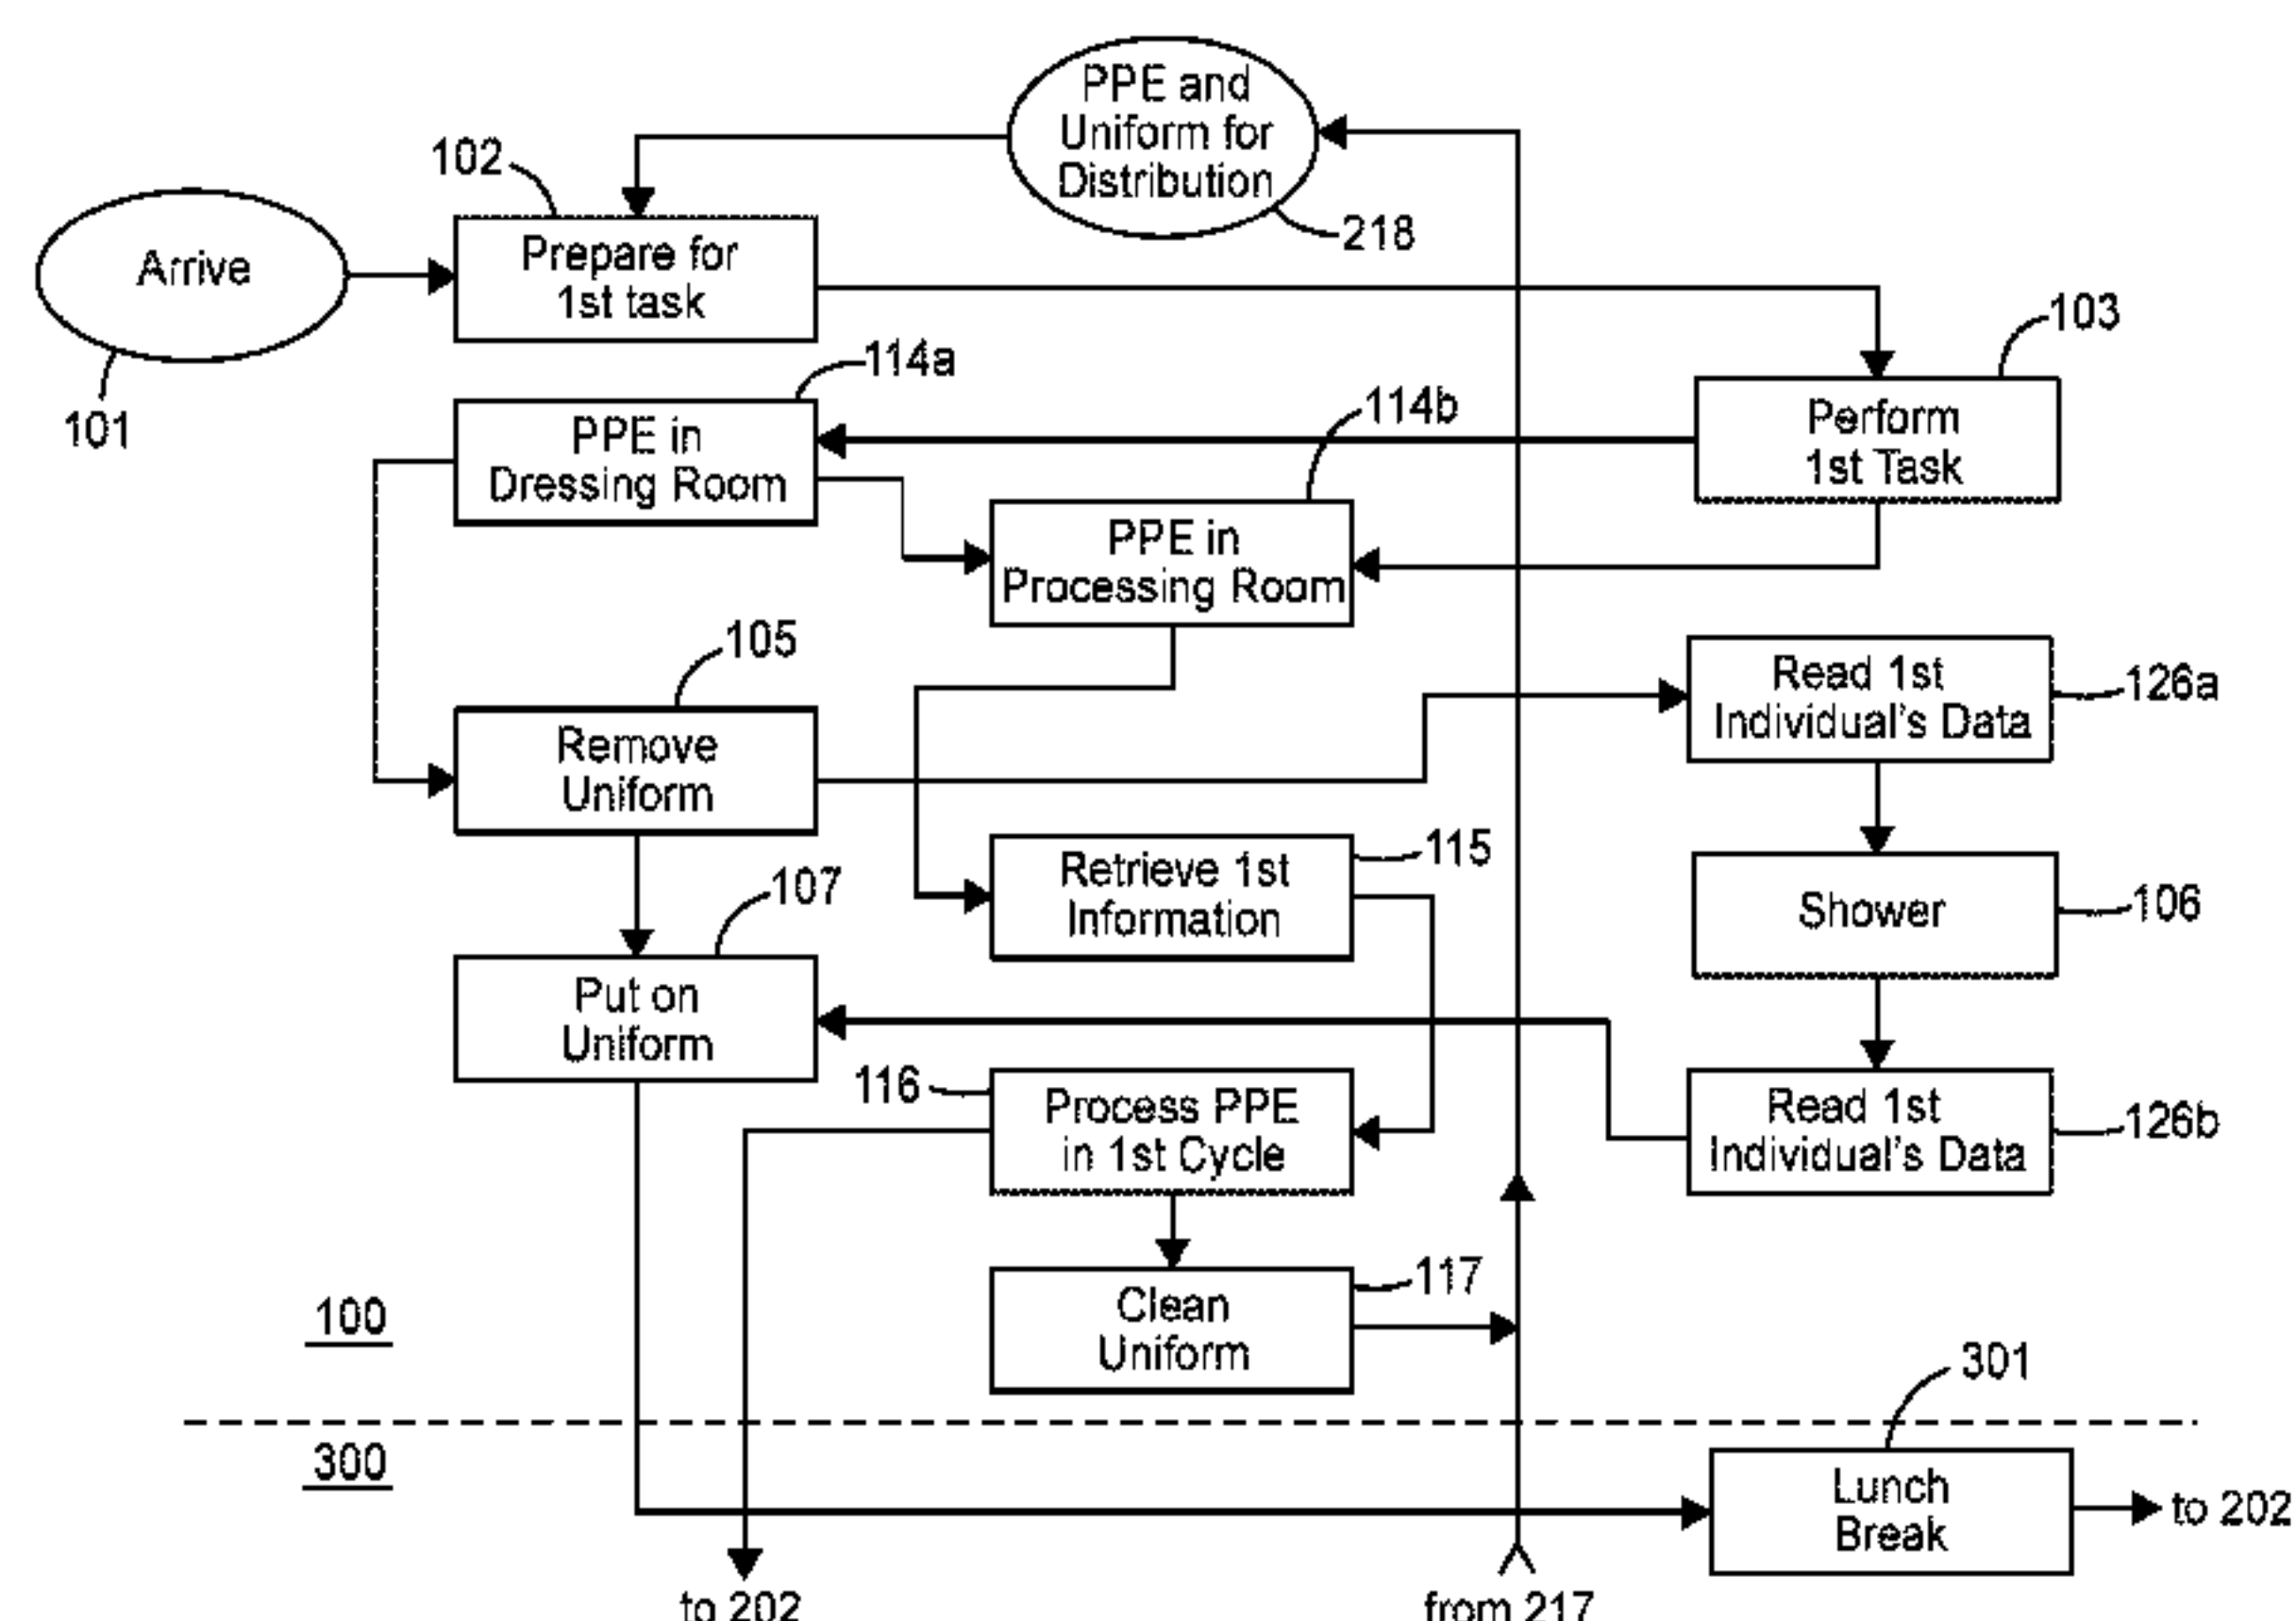 PPE and
Uniform for
Distribution
218
102
Arrive
101
Prepare for
1st task
103
Perform
1st Task
114a
PPE in
Dressing Room
114b
PPE in
Processing Room
105
Remove
Uniform
Read 1st
Individual's Data
126a
115
Retrieve 1st
Information
107
Put on
Uniform
Shower
106
116
Process PPE
in 1st Cycle
Read 1st
Individual's Data
126b
117
Clean
Uniform
100
300
301
Lunch
Break
to 202
to 202
from 217